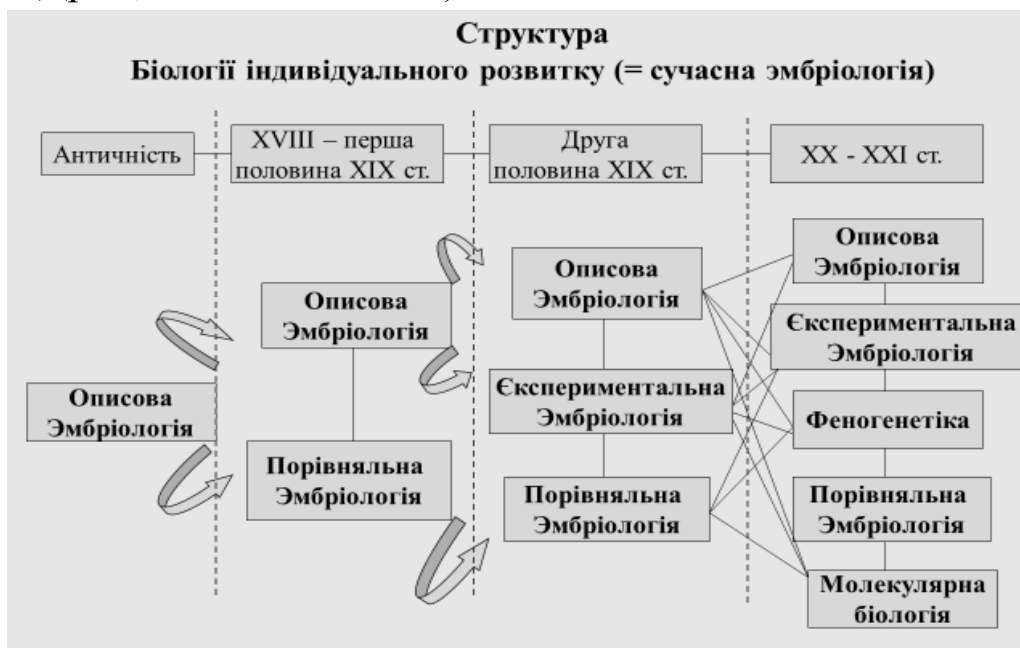 Структура
Біології індивідуального розвитку (= сучасна эмбріологія)
Античність
XVIII – перша
половина XIX ст.
Друга
половина XIX ст.
XX - XXI ст.
Описова
Эмбріологія
Описова
Эмбріологія
Порівняльна
Эмбріологія
Описова
Эмбріологія
Єкспериментальна
Эмбріологія
Порівняльна
Эмбріологія
Описова
Эмбріологія
Єкспериментальна
Эмбріологія
Феногенетіка
Порівняльна
Эмбріологія
Молекулярна
біологія